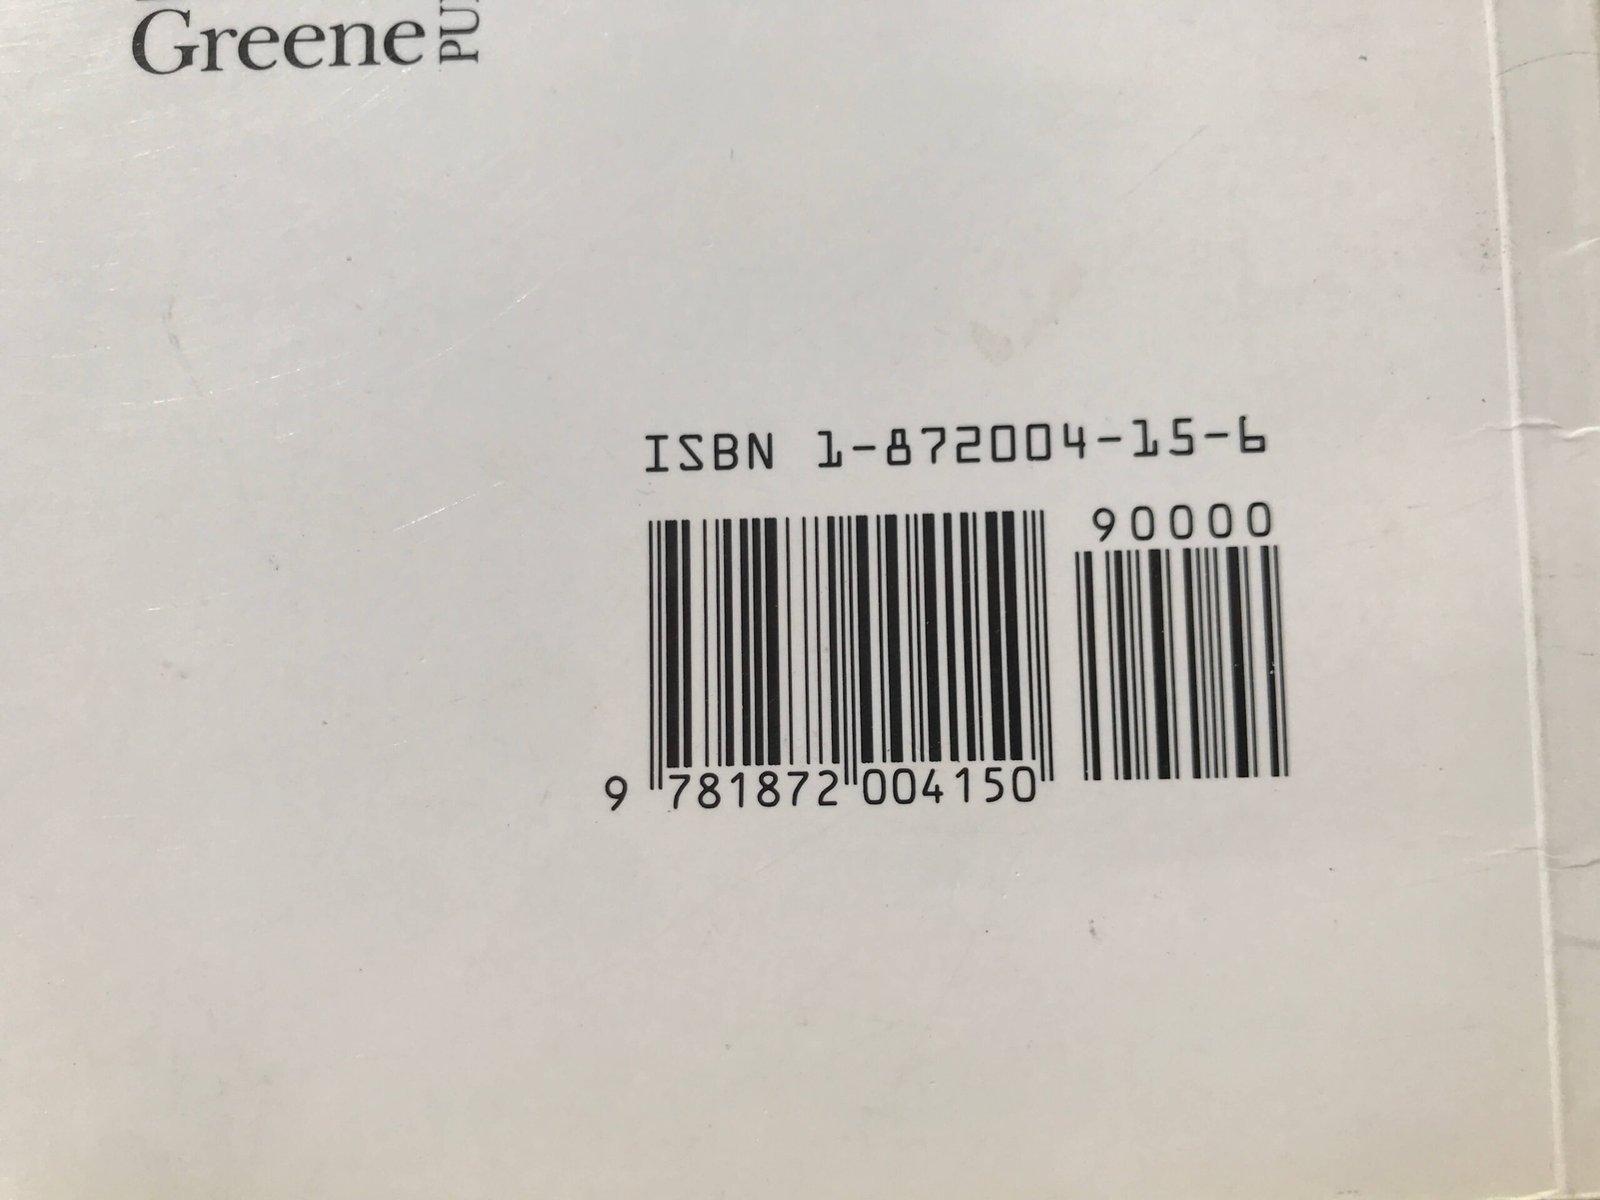 Greene
ISBN 1-872004-15-6
90000
9 781872 004150